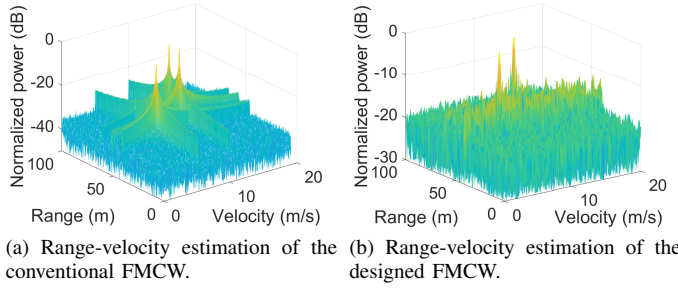 Normalized power (dB)
0
-20
-40
100
50
0
Range (m)
0
10
20
Velocity (m/s)
Normalized power (dB)
0
-10
-20
-30
100
50
0
Range (m)
0
10
20
Velocity (m/s)
(a) Range-velocity estimation of the
conventional FMCW.
(b) Range-velocity estimation of the
designed FMCW.